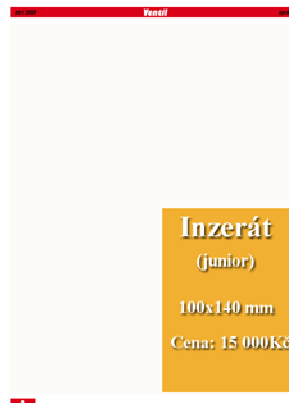 Ventil
Inzerát
(junior)
100x140 mm
Cena: 15 000Kč